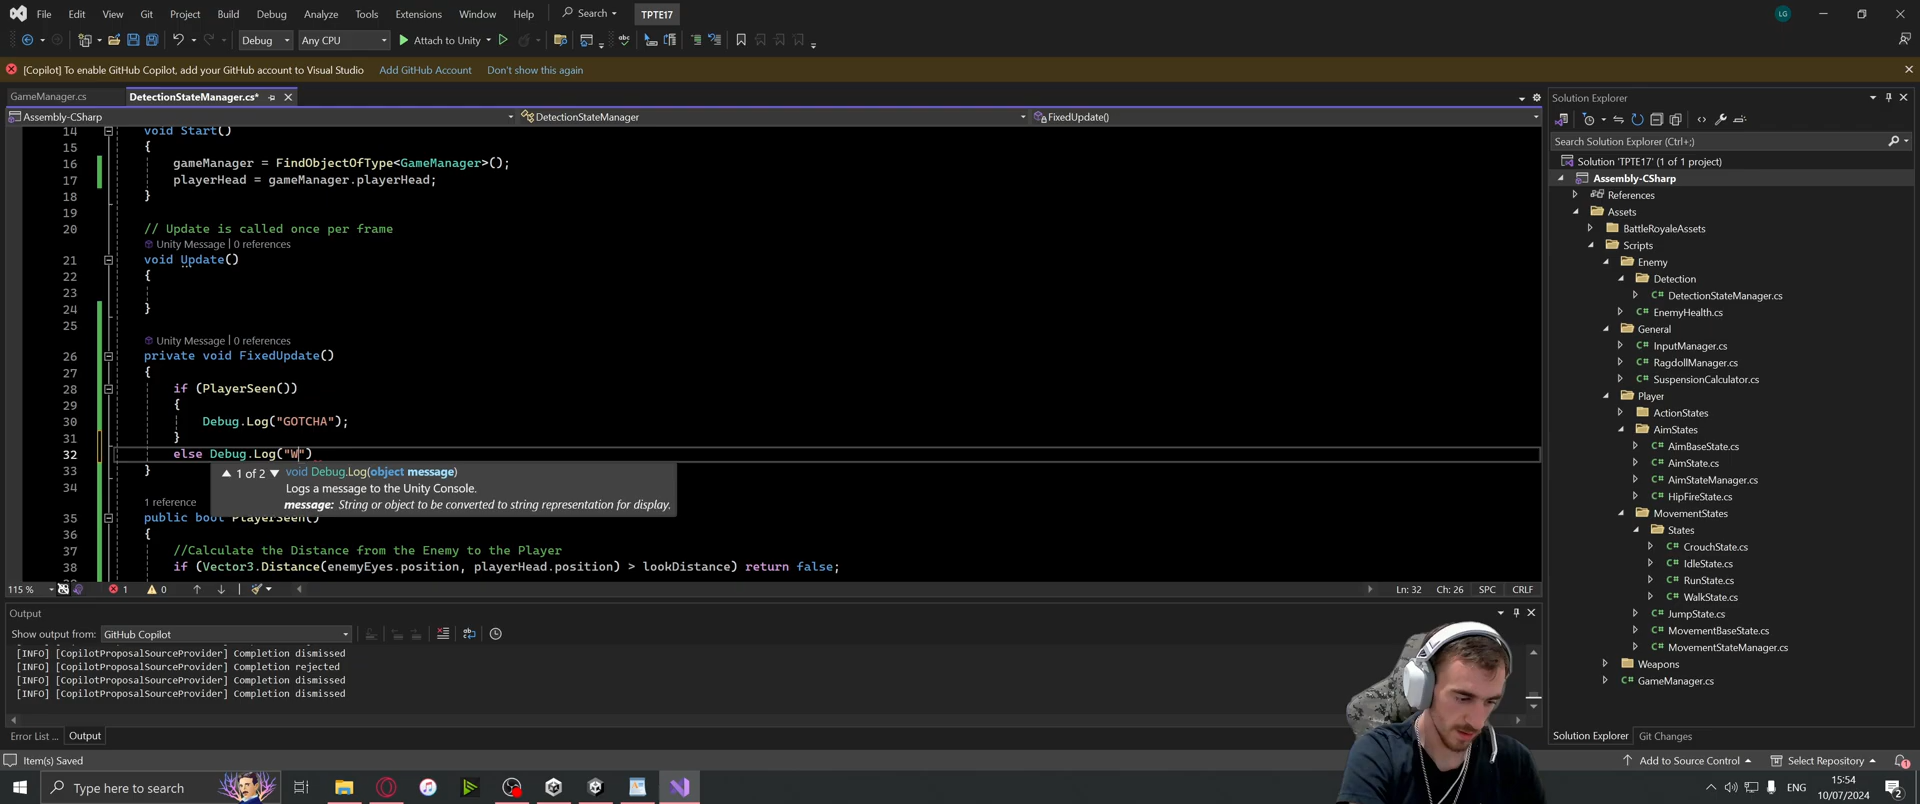 File Edit View Git Project Build Debug Analyze Tools Extensions Window Help Search TPTE17 LG
Debug Any CPU Attach to Unity
[Copilot] To enable GitHub Copilot, add your GitHub account to Visual Studio Add GitHub Account Don't show this again
GameManager.cs DetectionStateManager.cs*
Assembly-CSharp DetectionStateManager FixedUpdate()
14 void Start()
15 {
16 gameManager = FindObjectOfType<GameManager>();
17 playerHead = gameManager.playerHead;
18 }
19
20 // Update is called once per frame
Unity Message | 0 references
21 void Update()
22 {
23
24 }
25
Unity Message | 0 references
26 private void FixedUpdate()
27 {
28 if (PlayerSeen())
29 {
30 Debug.Log("GOTCHA");
31 }
32 else Debug.Log("W")
33 }
1 of 2 void Debug.Log(object message)
Logs a message to the Unity Console.
message: String or object to be converted to string representation for display.
34
1 reference
35 public bool PlayerSeen()
36 {
37 //Calculate the Distance from the Enemy to the Player
38 if (Vector3.Distance(enemyEyes.position, playerHead.position) > lookDistance) return false;
115 % 1 0 Ln: 32 Ch: 26 SPC CRLF
Output
Show output from: GitHub Copilot
[INFO] [CopilotProposalSourceProvider] Completion dismissed
[INFO] [CopilotProposalSourceProvider] Completion rejected
[INFO] [CopilotProposalSourceProvider] Completion dismissed
[INFO] [CopilotProposalSourceProvider] Completion dismissed
Error List ... Output
Solution Explorer
Search Solution Explorer (Ctrl+;)
Solution 'TPTE17' (1 of 1 project)
Assembly-CSharp
References
Assets
BattleRoyaleAssets
Scripts
Enemy
Detection
DetectionStateManager.cs
EnemyHealth.cs
General
InputManager.cs
RagdollManager.cs
SuspensionCalculator.cs
Player
ActionStates
AimStates
AimBaseState.cs
AimState.cs
AimStateManager.cs
HipFireState.cs
MovementStates
States
CrouchState.cs
IdleState.cs
RunState.cs
WalkState.cs
JumpState.cs
MovementBaseState.cs
MovementStateManager.cs
Weapons
GameManager.cs
Solution Explorer Git Changes
Item(s) Saved Add to Source Control Select Repository 1
Type here to search ENG 15:54
10/07/2024 2